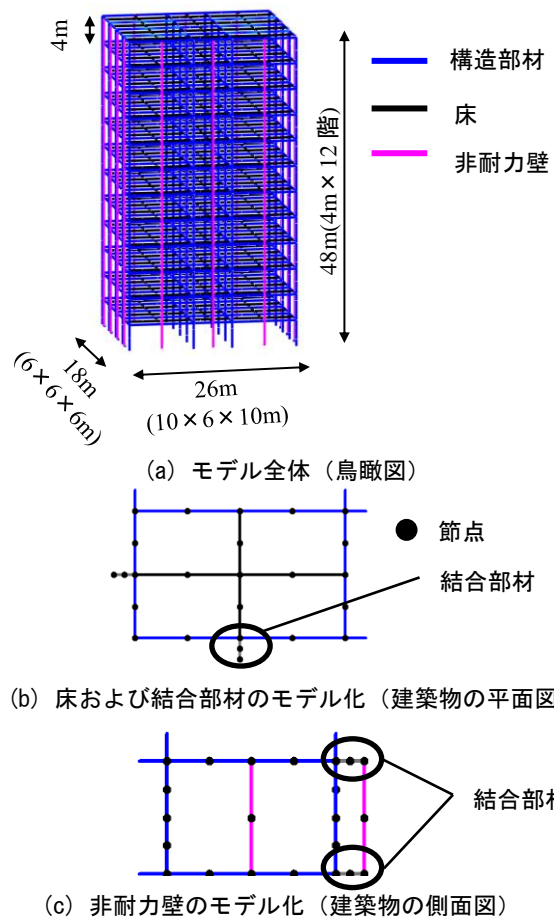 4m
構造部材
床
非耐力壁
48m(4m×12 階)
18m
(6×6×6m)
26m
(10×6×10m)
(a) モデル全体（鳥瞰図）
節点
結合部材
(b) 床および結合部材のモデル化（建築物の平面図
結合部材
(c) 非耐力壁のモデル化（建築物の側面図）